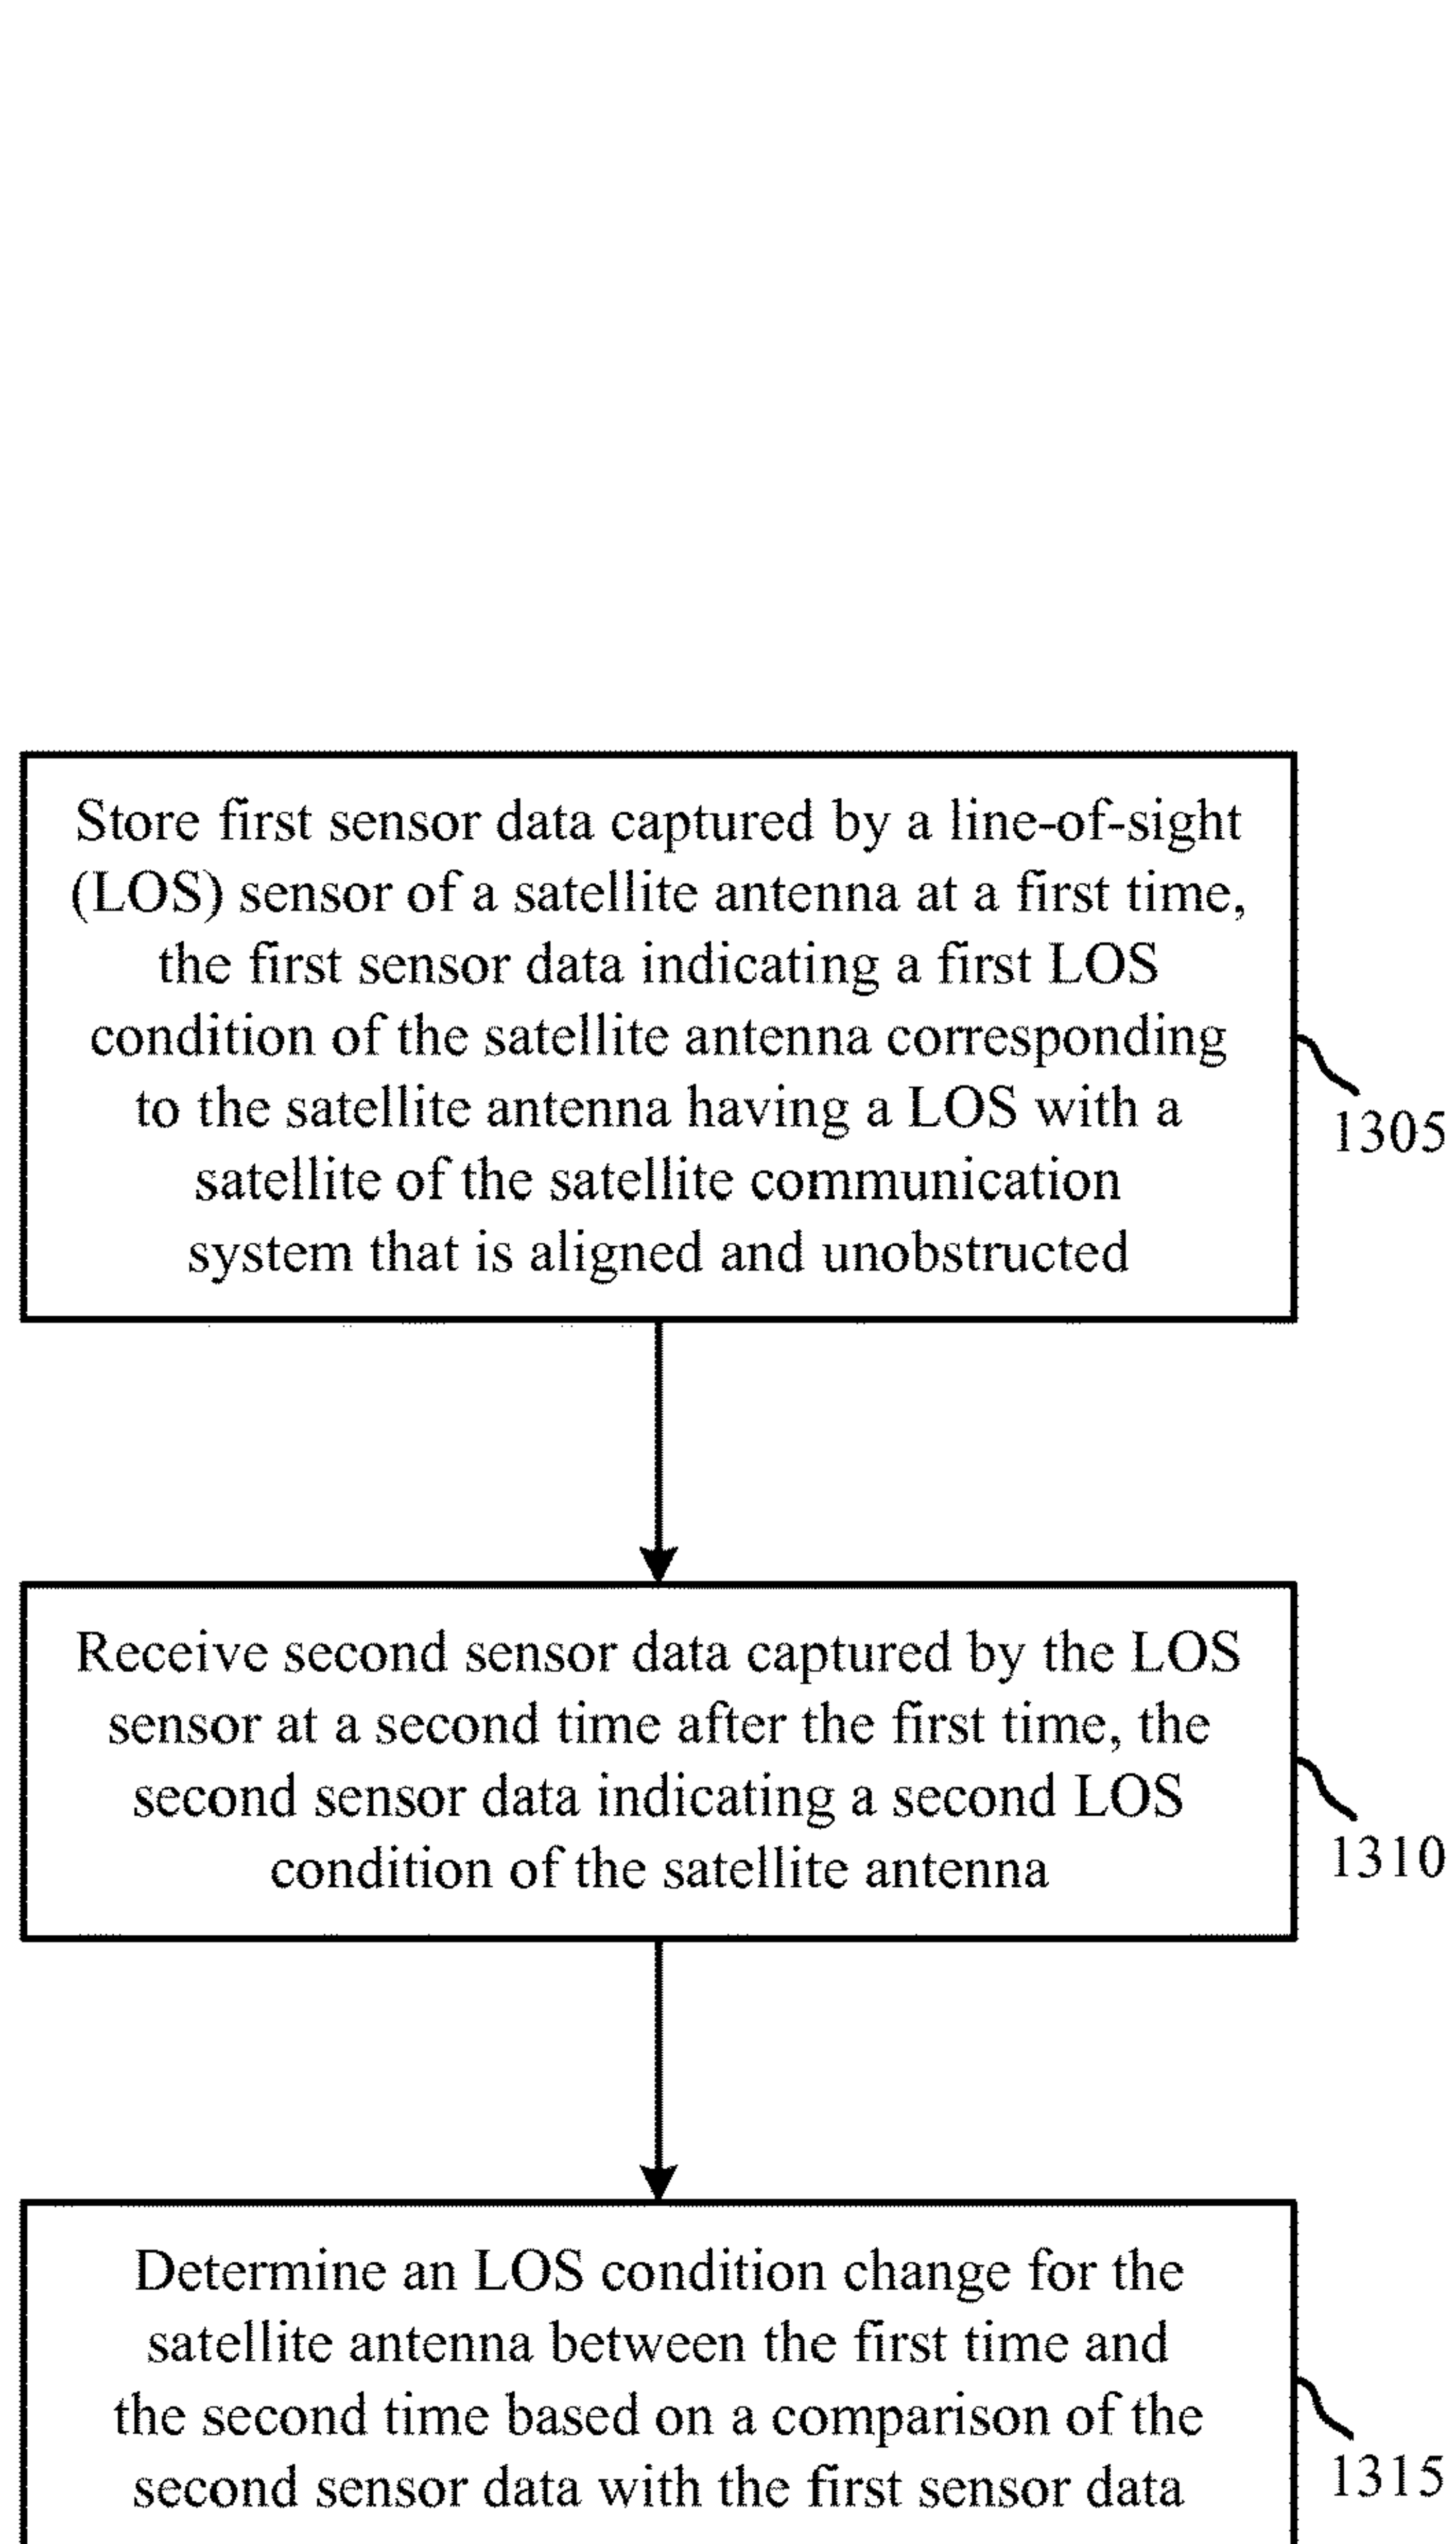 Store first sensor data captured by a line-of-sight
(LOS) sensor of a satellite antenna at a first time,
the first sensor data indicating a first LOS
condition of the satellite antenna corresponding
to the satellite antenna having a LOS with a
satellite of the satellite communication
system that is aligned and unobstructed
1305
Receive second sensor data captured by the LOS
sensor at a second time after the first time, the
second sensor data indicating a second LOS
condition of the satellite antenna
1310
Determine an LOS condition change for the
satellite antenna between the first time and
the second time based on a comparison of the
second sensor data with the first sensor data
1315